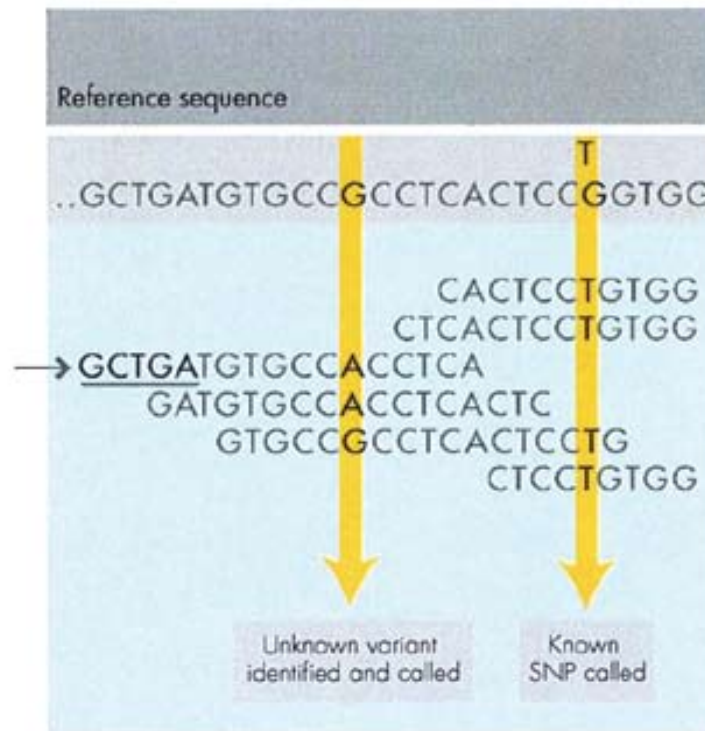 Reference sequence
T
..GCTGATGTGCCGCCTCACTCCGGTGG
CACTCCTGTGG
CTCACTCCTGTGG
GCTGATGTGCCACCTCA
GATGTGCCACCTCACTC
GTGCCGCCTCACTCCTG
CTCCTGTGG
Unknown variant
identified and called
Known
SNP called